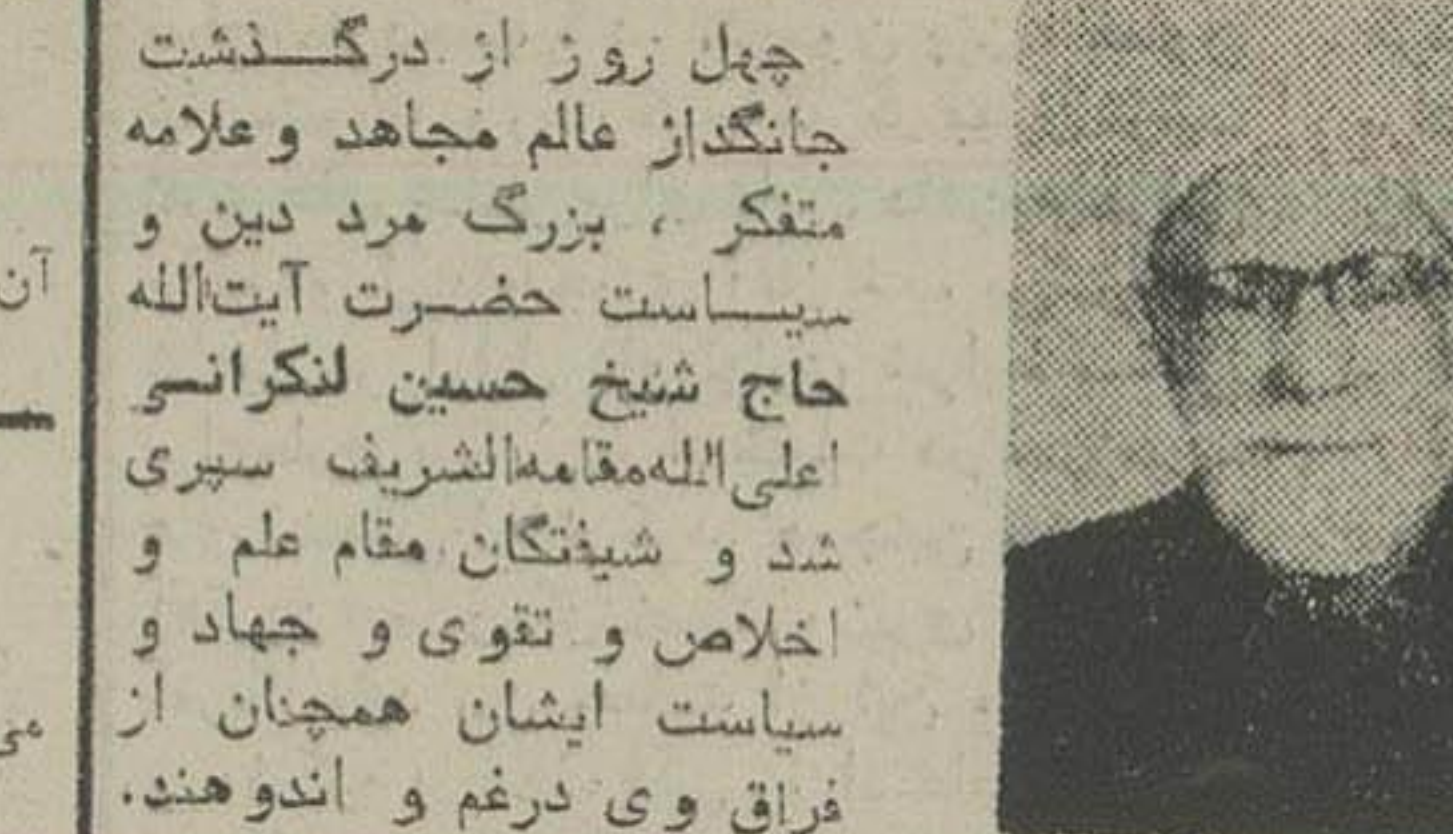 چهل روز از درگذشت
جانگداز عالم مجاهد و علامه
متفکر ، بزرگ مرد دین و
سیاست حضرت آیت‌الله
حاج شیخ حسین لنکرانی
اعلی‌الله‌مقامه‌الشریف سپری
شد و شیفتگان مقام علم و
اخلاص و تقوی و جهاد و
سیاست ایشان همچنان از
فراق وی درغم و اندوهند.
آن